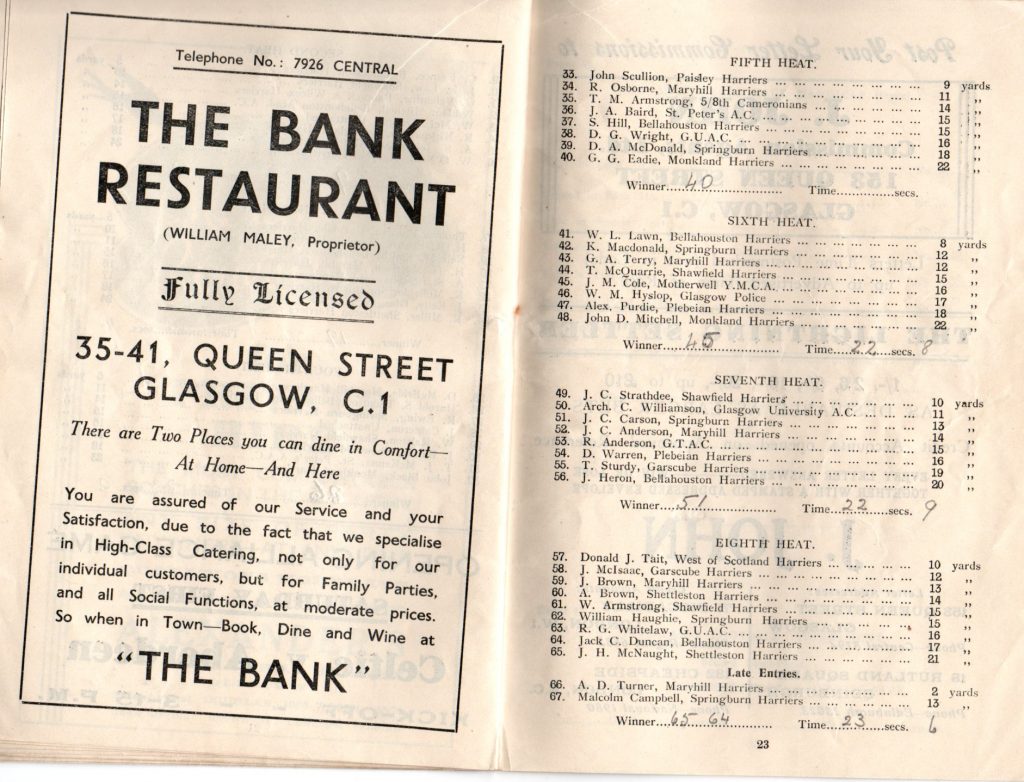 Telephone No.: 7926 CENTRAL
THE BANK
RESTAURANT
(WILLIAM MALEY, Proprietor)
Fully Licensed
35-41, QUEEN STREET
GLASGOW, C.1
There are Two Places you can dine in Comfort—
At Home—And Here
You are assured of our Service and your
Satisfaction, due to the fact that we specialise
in High-Class Catering, not only for our
individual customers, but for Family Parties,
and all Social Functions, at moderate prices.
So when in Town—Book, Dine and Wine at
"THE BANK"
FIFTH HEAT.
33. John Scullion, Paisley Harriers ... 9 yards
34. R. Osborne, Maryhill Harriers ... 11 ,,
35. T. M. Armstrong, 5/8th Cameronians ... 14 ,,
36. J. A. Baird, St. Peter's A.C. ... 15 ,,
37. S. Hill, Bellahouston Harriers ... 15 ,,
38. D. G. Wright, G.U.A.C. ... 16 ,,
39. D. A. McDonald, Springburn Harriers ... 18 ,,
40. G. G. Eadie, Monkland Harriers ... 22 ,,
Winner....40.... Time........secs.
SIXTH HEAT.
41. W. L. Lawn, Bellahouston Harriers ... 8 yards
42. K. Macdonald, Springburn Harriers ... 12 ,,
43. G. A. Terry, Maryhill Harriers ... 12 ,,
44. T. McQuarrie, Shawfield Harriers ... 15 ,,
45. J. M. Cole, Motherwell Y.M.C.A. ... 16 ,,
46. W. M. Hyslop, Glasgow Police ... 17 ,,
47. Alex. Purdie, Plebeian Harriers ... 18 ,,
48. John D. Mitchell, Monkland Harriers ... 22 ,,
Winner....45.... Time....22....secs. 8
SEVENTH HEAT.
49. J. C. Strathdee, Shawfield Harriers ... 10 yards
50. Arch. C. Williamson, Glasgow University A.C. ... 11 ,,
51. J. C. Carson, Springburn Harriers ... 13 ,,
52. J. C. Anderson, Maryhill Harriers ... 14 ,,
53. R. Anderson, G.T.A.C. ... 15 ,,
54. D. Warren, Plebeian Harriers ... 16 ,,
55. T. Sturdy, Garscube Harriers ... 19 ,,
56. J. Heron, Bellahouston Harriers ... 20 ,,
Winner....51.... Time....22....secs. 9
EIGHTH HEAT.
57. Donald J. Tait, West of Scotland Harriers ... 10 yards
58. J. McIsaac, Garscube Harriers ... 12 ,,
59. J. Brown, Maryhill Harriers ... 13 ,,
60. A. Brown, Shettleston Harriers ... 14 ,,
61. W. Armstrong, Shawfield Harriers ... 15 ,,
62. William Haughie, Springburn Harriers ... 15 ,,
63. R. G. Whitelaw, G.U.A.C. ... 16 ,,
64. Jack C. Duncan, Bellahouston Harriers ... 17 ,,
65. J. H. McNaught, Shettleston Harriers ... 21 ,,
Late Entries.
66. A. D. Turner, Maryhill Harriers ... 2 yards
67. Malcolm Campbell, Springburn Harriers ... 13 ,,
Winner....65 64.... Time....23....secs. 6
23